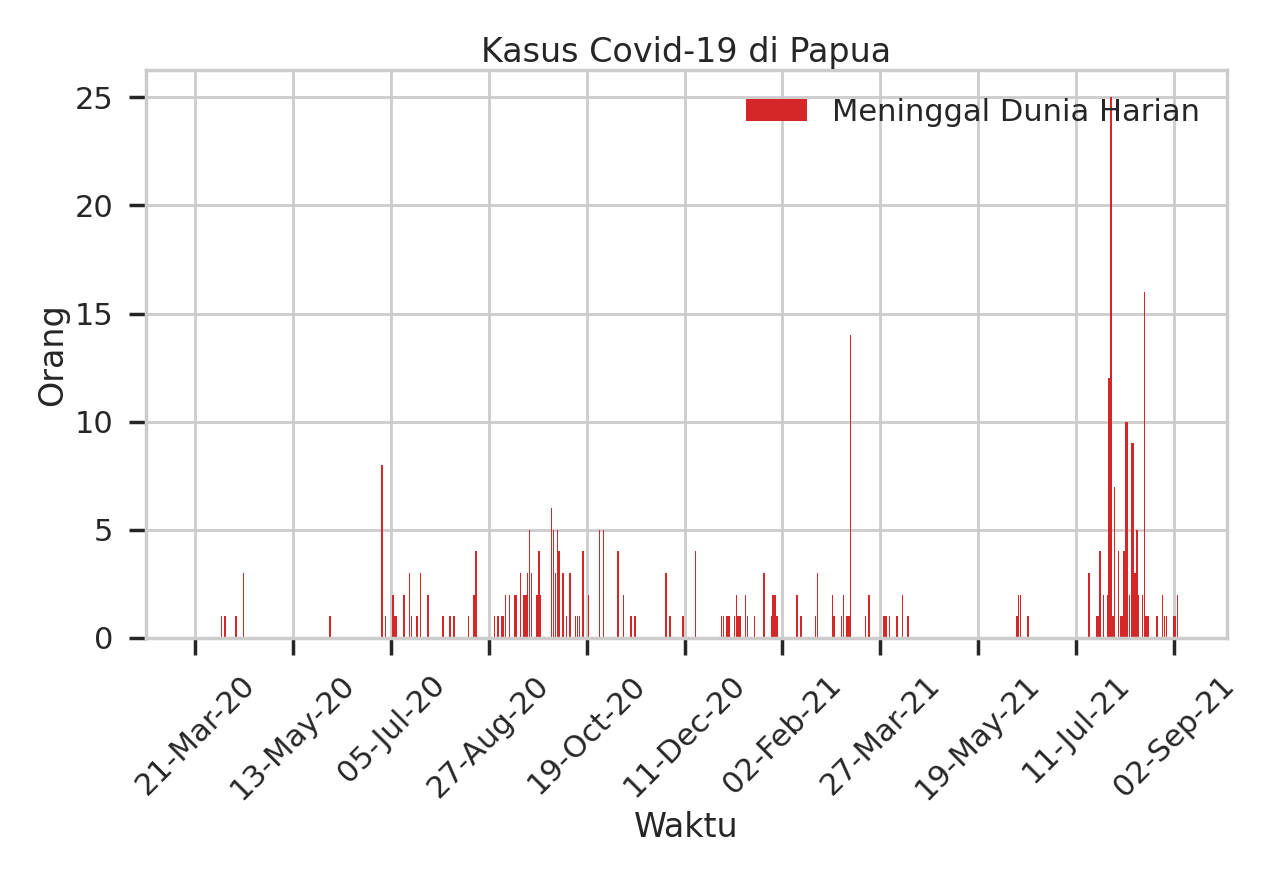 Kasus Covid-19 di Papua
Meninggal Dunia Harian
Orang
25
20
15
10
5
0
21-Mar-20
13-May-20
05-Jul-20
27-Aug-20
19-Oct-20
11-Dec-20
02-Feb-21
27-Mar-21
19-May-21
11-Jul-21
02-Sep-21
Waktu